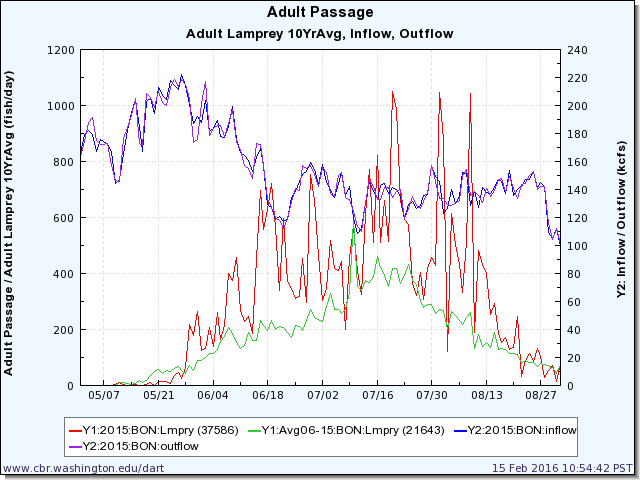 Adult Passage
Adult Lamprey 10YrAvg, Inflow, Outflow
Adult Passage / Adult Lamprey 10YrAvg (fish/day)
1200
1000
800
600
400
200
0
240
220
200
180
160
140
120
100
80
60
40
20
0
Y2: Inflow / Outflow (kcfs)
05/07 05/21 06/04 06/18 07/02 07/16 07/30 08/13 08/27
Y1:2015:BON:Lmpry (37586) Y1:Avg06-15:BON:Lmpry (21643) Y2:2015:BON:inflow
Y2:2015:BON:outflow
www.cbr.washington.edu/dart 15 Feb 2016 10:54:42 PST